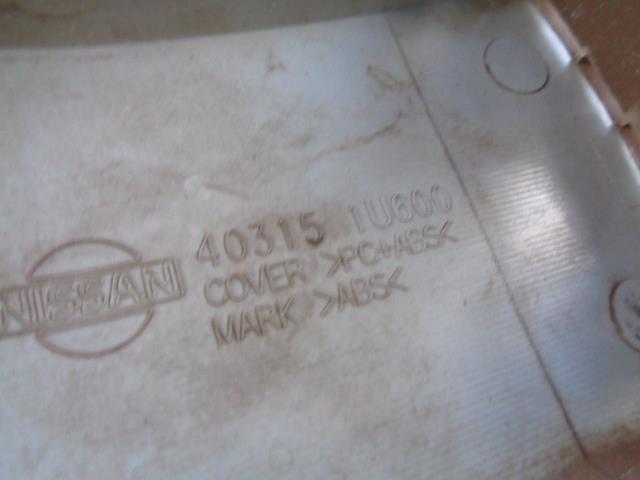 NISSAN
40315 1U600
COVER >PC+ABS<
MARK >ABS<